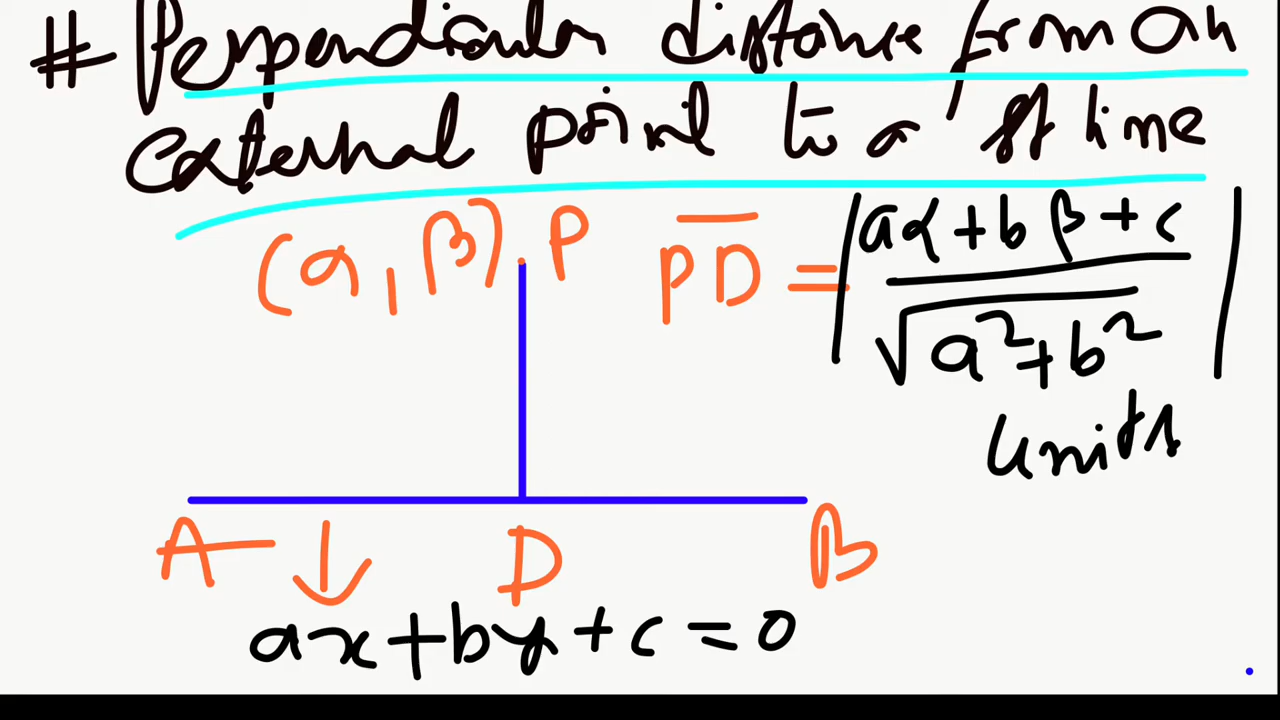 # Perpendicular distance from an
external point to a st line
(α, β) P
PD = |aα+bβ+c / √a²+b²|
units
A D B
ax+by+c=0